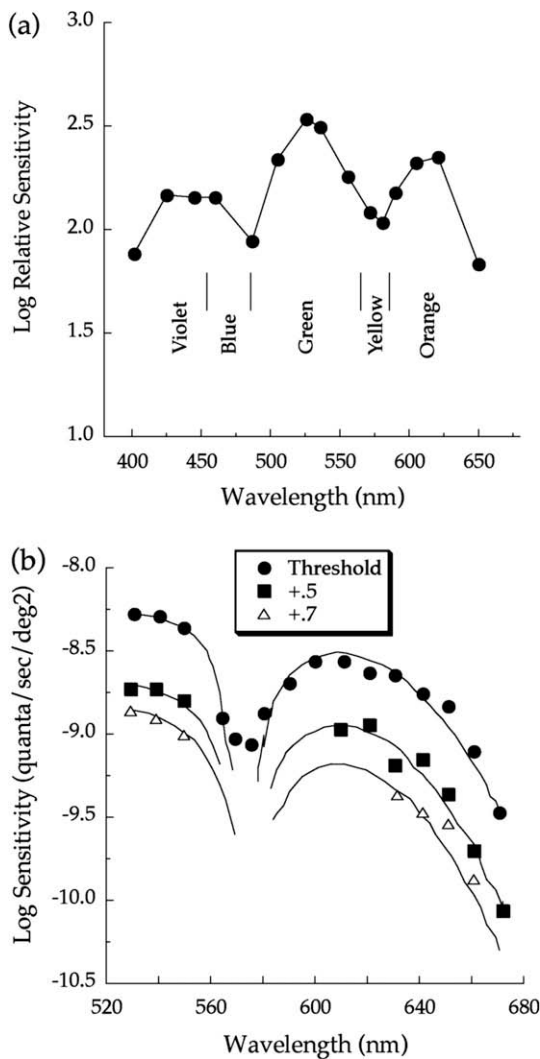 (a)
3.0
2.5
2.0
1.5
1.0
Log Relative Sensitivity
Violet
Blue
Green
Yellow
Orange
400 450 500 550 600 650
Wavelength (nm)
(b)
-8.0
-8.5
-9.0
-9.5
-10.0
-10.5
Log Sensitivity (quanta/sec/deg2)
Threshold
+.5
+.7
520 560 600 640 680
Wavelength (nm)